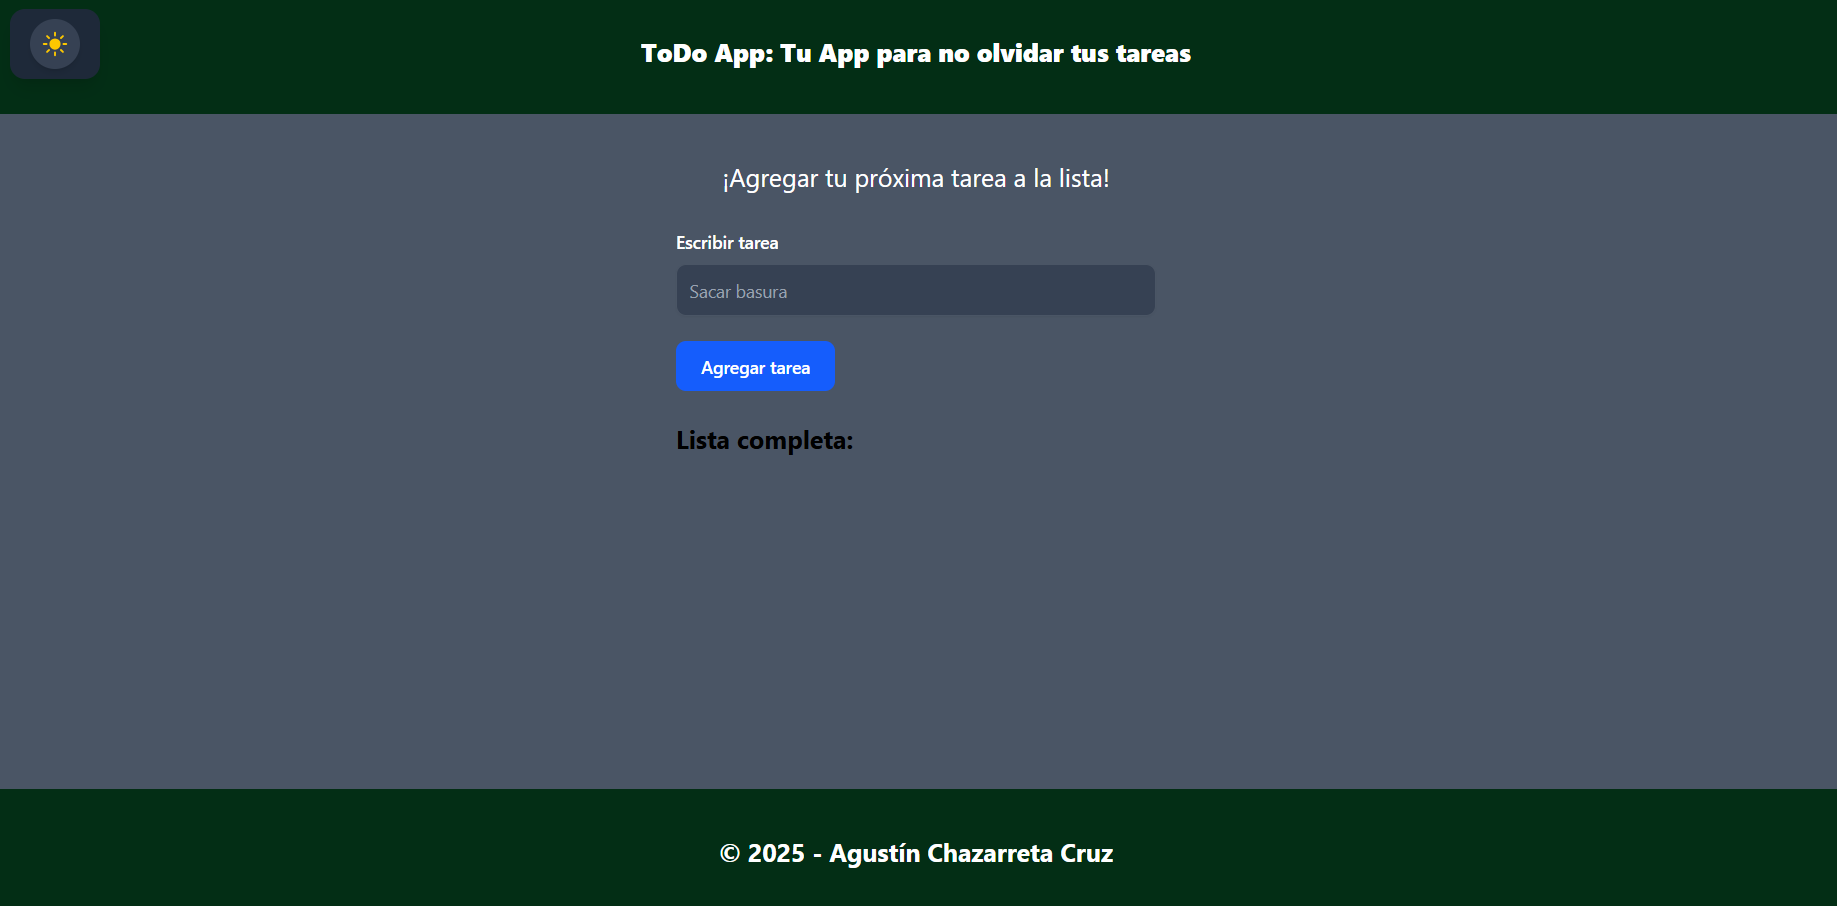 ToDo App: Tu App para no olvidar tus tareas
¡Agregar tu próxima tarea a la lista!
Escribir tarea
Sacar basura
Agregar tarea
Lista completa:
© 2025 - Agustín Chazarreta Cruz